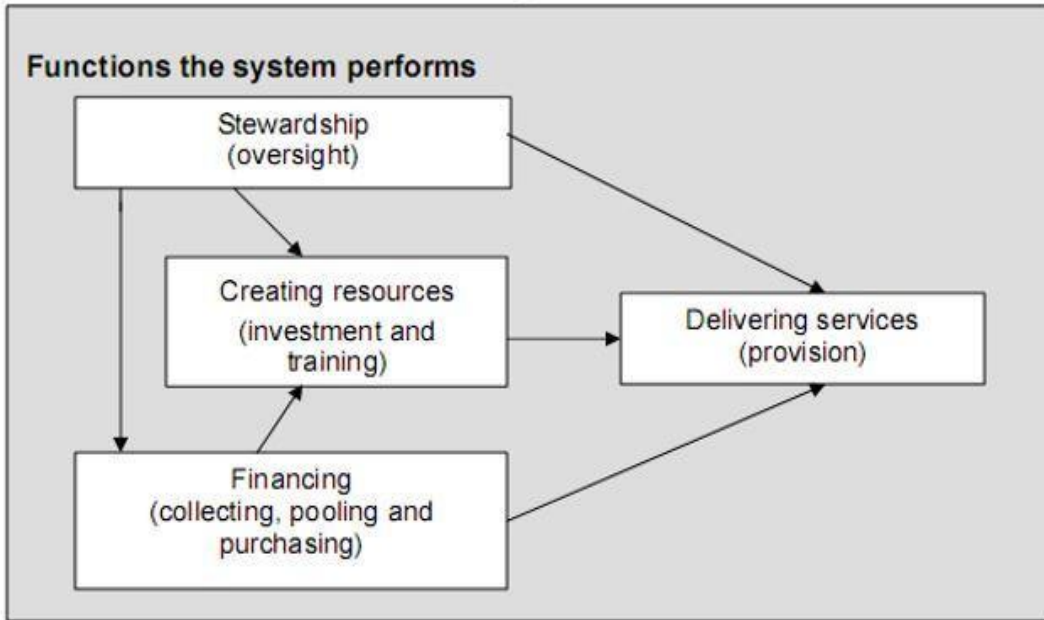 Functions the system performs
Stewardship
(oversight)
Creating resources
(investment and
training)
Delivering services
(provision)
Financing
(collecting, pooling and
purchasing)